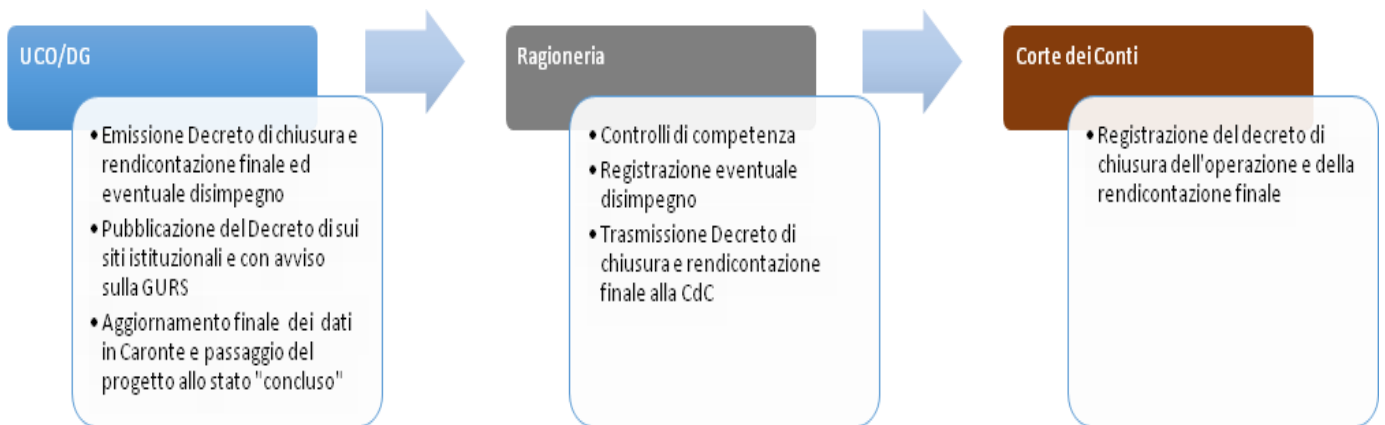 UCO/DG
• Emissione Decreto di chiusura e
rendicontazione finale ed
eventuale disimpegno
• Pubblicazione del Decreto di sui
siti istituzionali e con avviso
sulla GURS
• Aggiornamento finale dei dati
in Caronte e passaggio del
progetto allo stato "concluso"
Ragioneria
• Controlli di competenza
• Registrazione eventuale
disimpegno
• Trasmissione Decreto di
chiusura e rendicontazione
finale alla CdC
Corte dei Conti
• Registrazione del decreto di
chiusura dell'operazione e della
rendicontazione finale